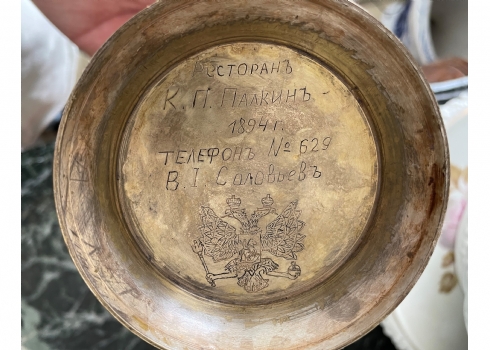 Ресторанъ
К. П. Палкинъ -
1894 г.
Телефонъ № 629
В. І. Соловьевъ